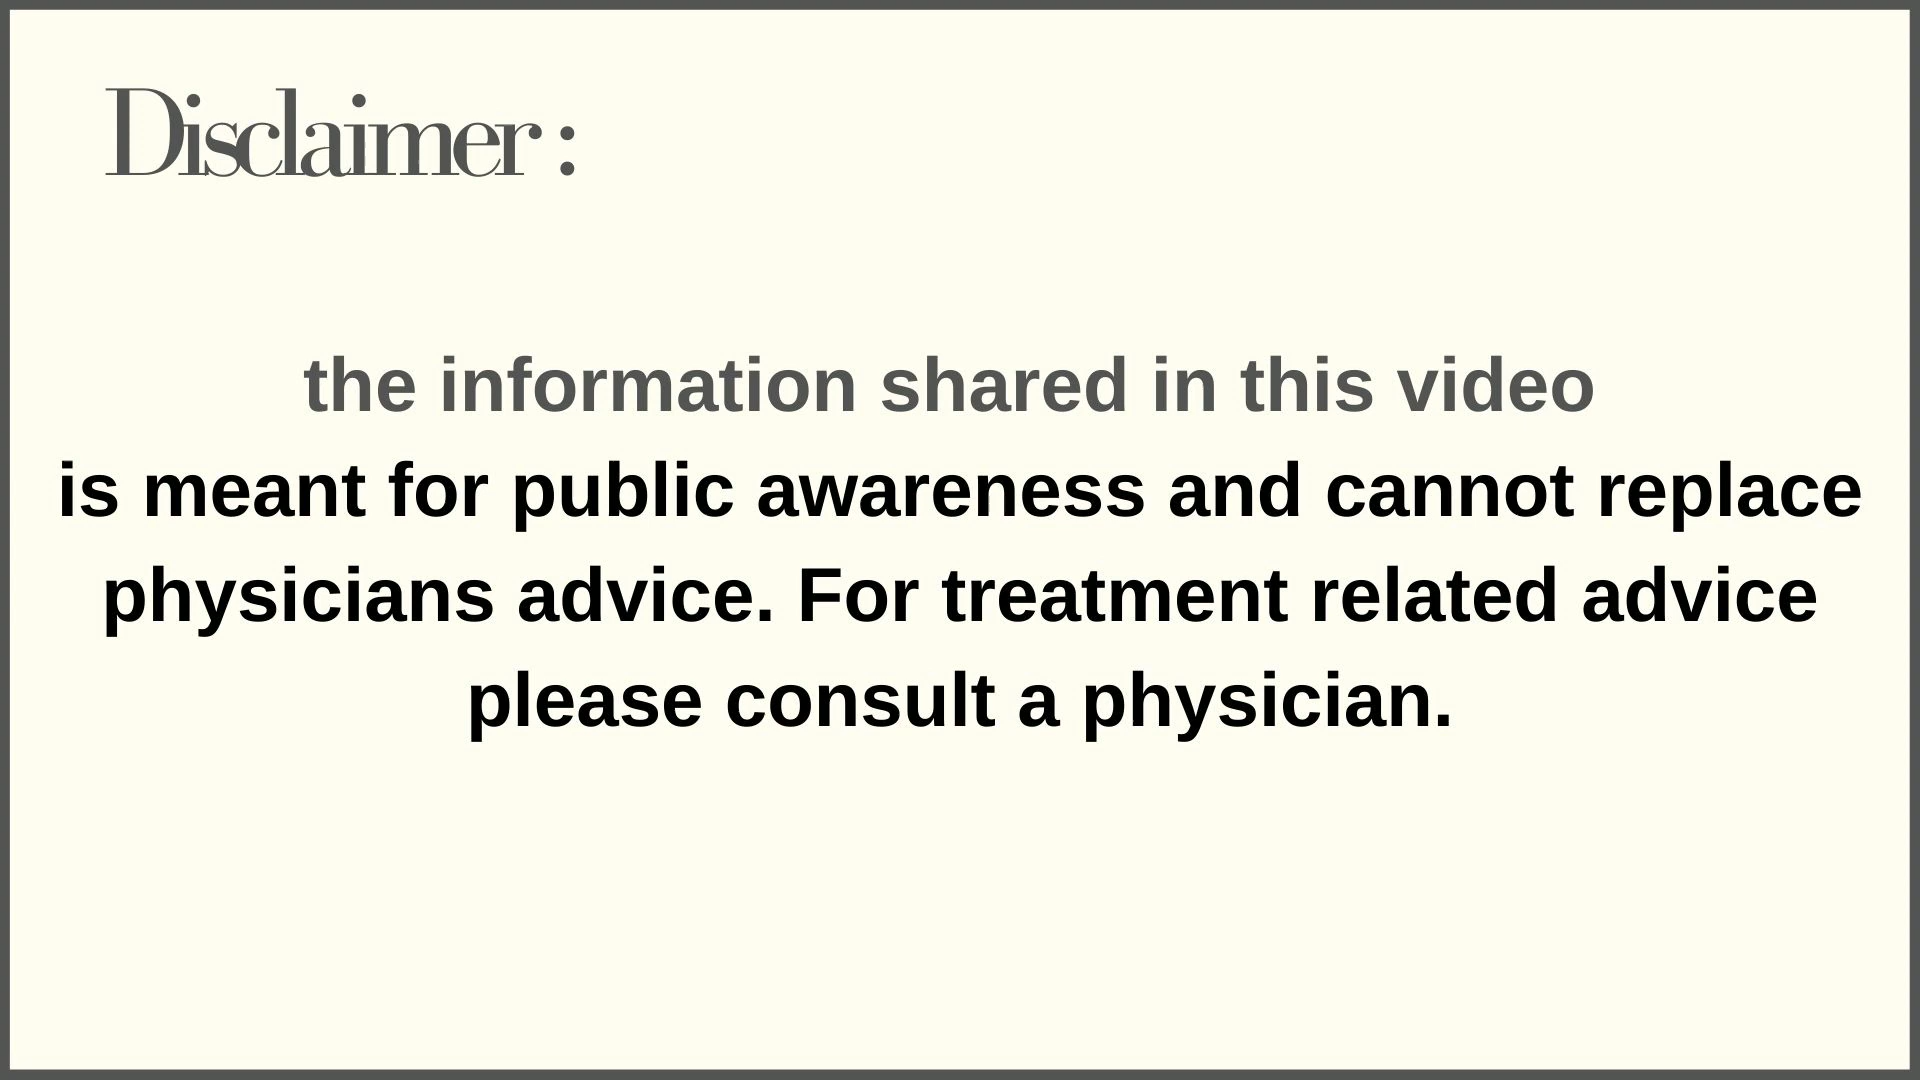 Disclaimer :
the information shared in this video
is meant for public awareness and cannot replace
physicians advice. For treatment related advice
please consult a physician.